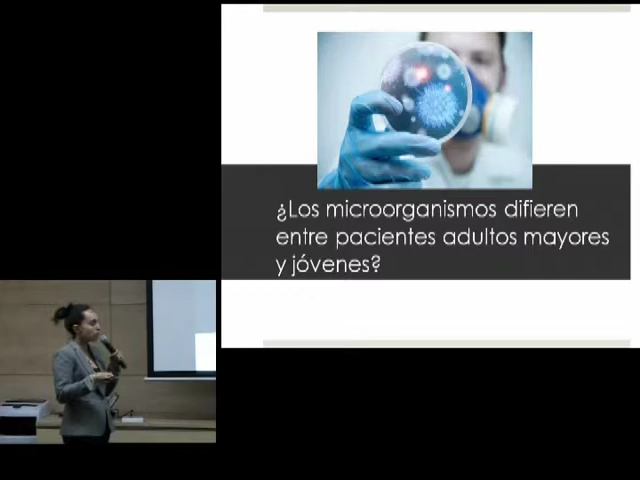 ¿Los microorganismos difieren
entre pacientes adultos mayores
y jóvenes?